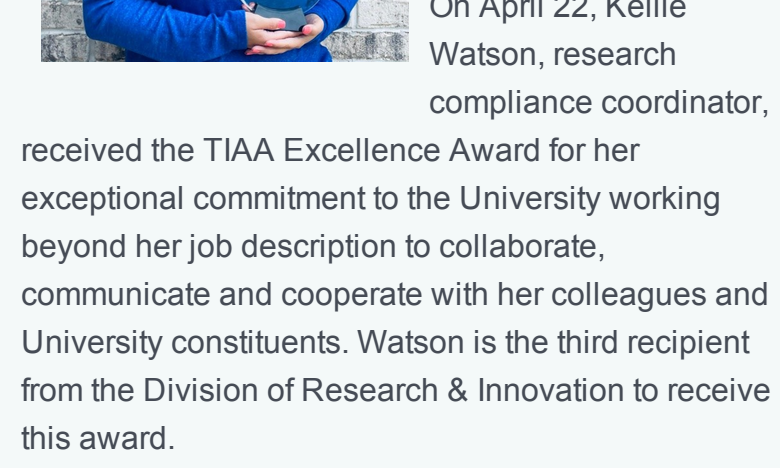 On April 22, Kellie
Watson, research
compliance coordinator,
received the TIAA Excellence Award for her
exceptional commitment to the University working
beyond her job description to collaborate,
communicate and cooperate with her colleagues and
University constituents. Watson is the third recipient
from the Division of Research & Innovation to receive
this award.